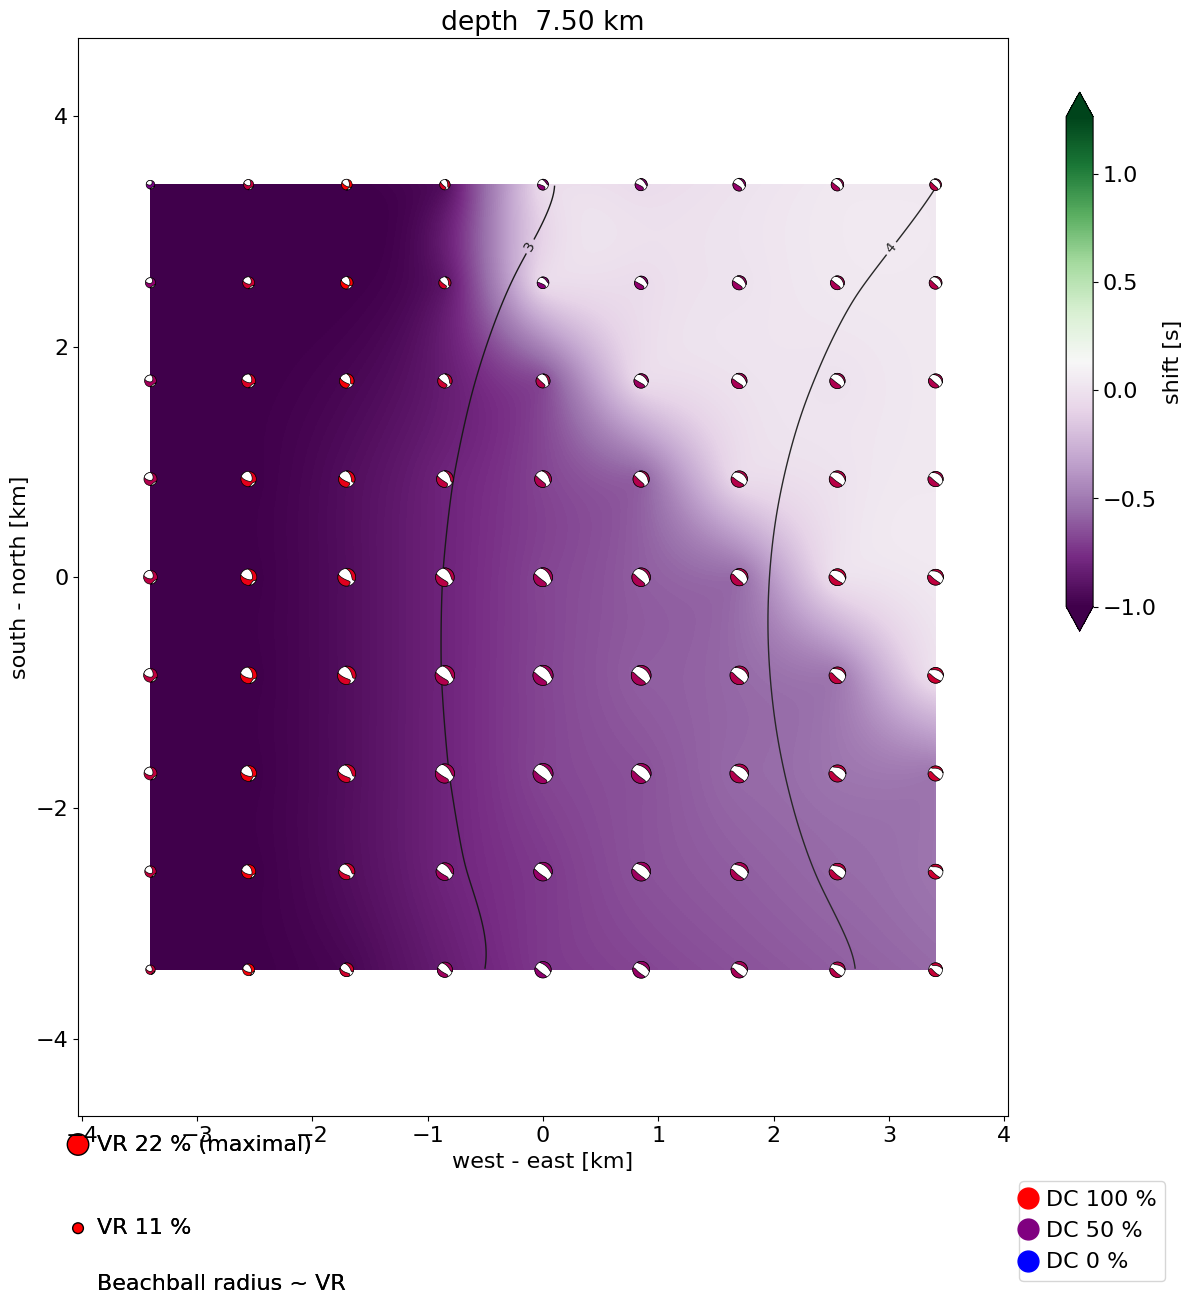 depth  7.50 km
4
2
0
−2
−4
south - north [km]
3
4
−4
−3
−2
−1
0
1
2
3
4
west - east [km]
1.0
0.5
0.0
−0.5
−1.0
shift [s]
VR 22 % (maximal)
VR 11 %
Beachball radius ~ VR
DC 100 %
DC 50 %
DC 0 %